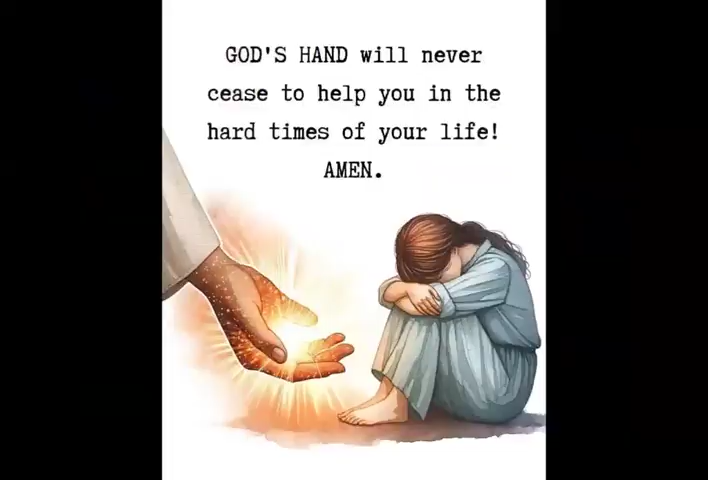 GOD'S HAND will never
cease to help you in the
hard times of your life!
AMEN.